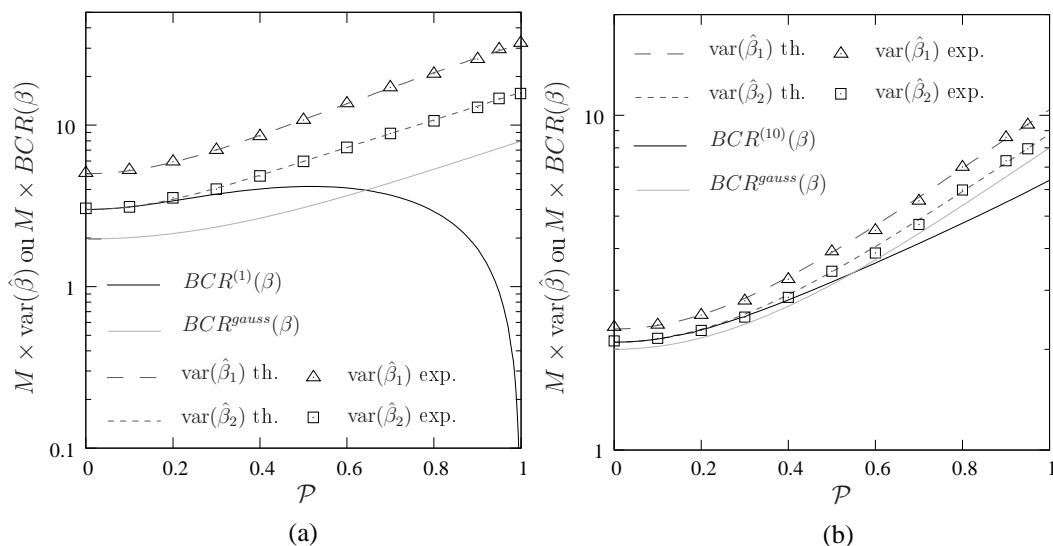 M × var(β̂) ou M × BCR(β)
10
1
0.1
BCR^(1)(β)
BCR^gauss(β)
var(β̂₁) th.
var(β̂₁) exp.
var(β̂₂) th.
var(β̂₂) exp.
0 0.2 0.4 0.6 0.8 1
𝒫
(a)
M × var(β̂) ou M × BCR(β)
10
1
var(β̂₁) th.
var(β̂₁) exp.
var(β̂₂) th.
var(β̂₂) exp.
BCR^(10)(β)
BCR^gauss(β)
0 0.2 0.4 0.6 0.8 1
𝒫
(b)